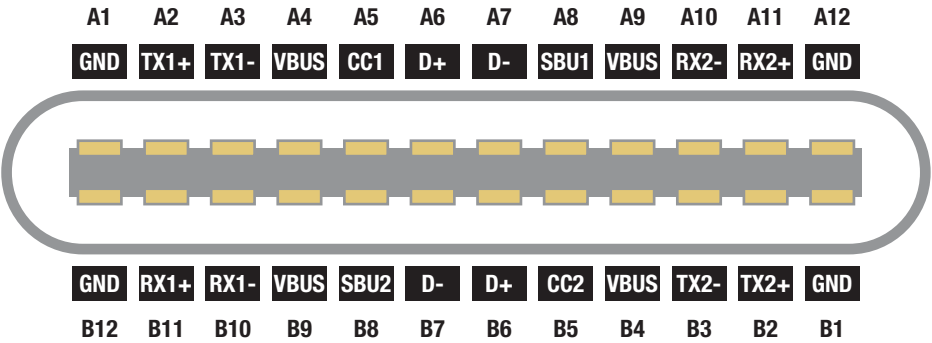 A1 A2 A3 A4 A5 A6 A7 A8 A9 A10 A11 A12
GND TX1+ TX1- VBUS CC1 D+ D- SBU1 VBUS RX2- RX2+ GND
GND RX1+ RX1- VBUS SBU2 D- D+ CC2 VBUS TX2- TX2+ GND
B12 B11 B10 B9 B8 B7 B6 B5 B4 B3 B2 B1